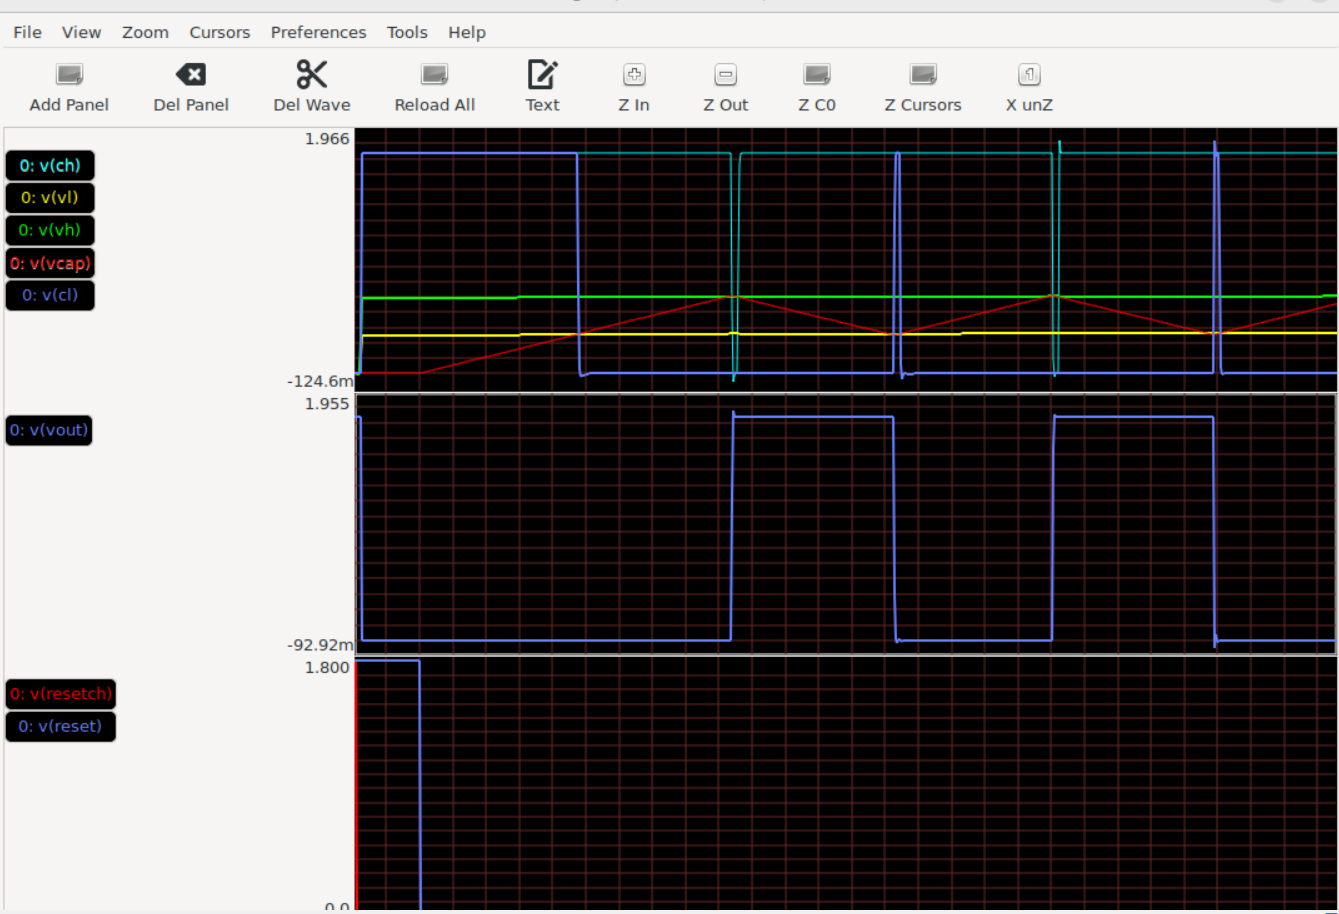 File View Zoom Cursors Preferences Tools Help
Add Panel Del Panel Del Wave Reload All Text Z In Z Out Z C0 Z Cursors X unZ
1.966
0: v(ch)
0: v(vl)
0: v(vh)
0: v(vcap)
0: v(cl)
-124.6m
1.955
0: v(vout)
-92.92m
1.800
0: v(resetch)
0: v(reset)
0.0